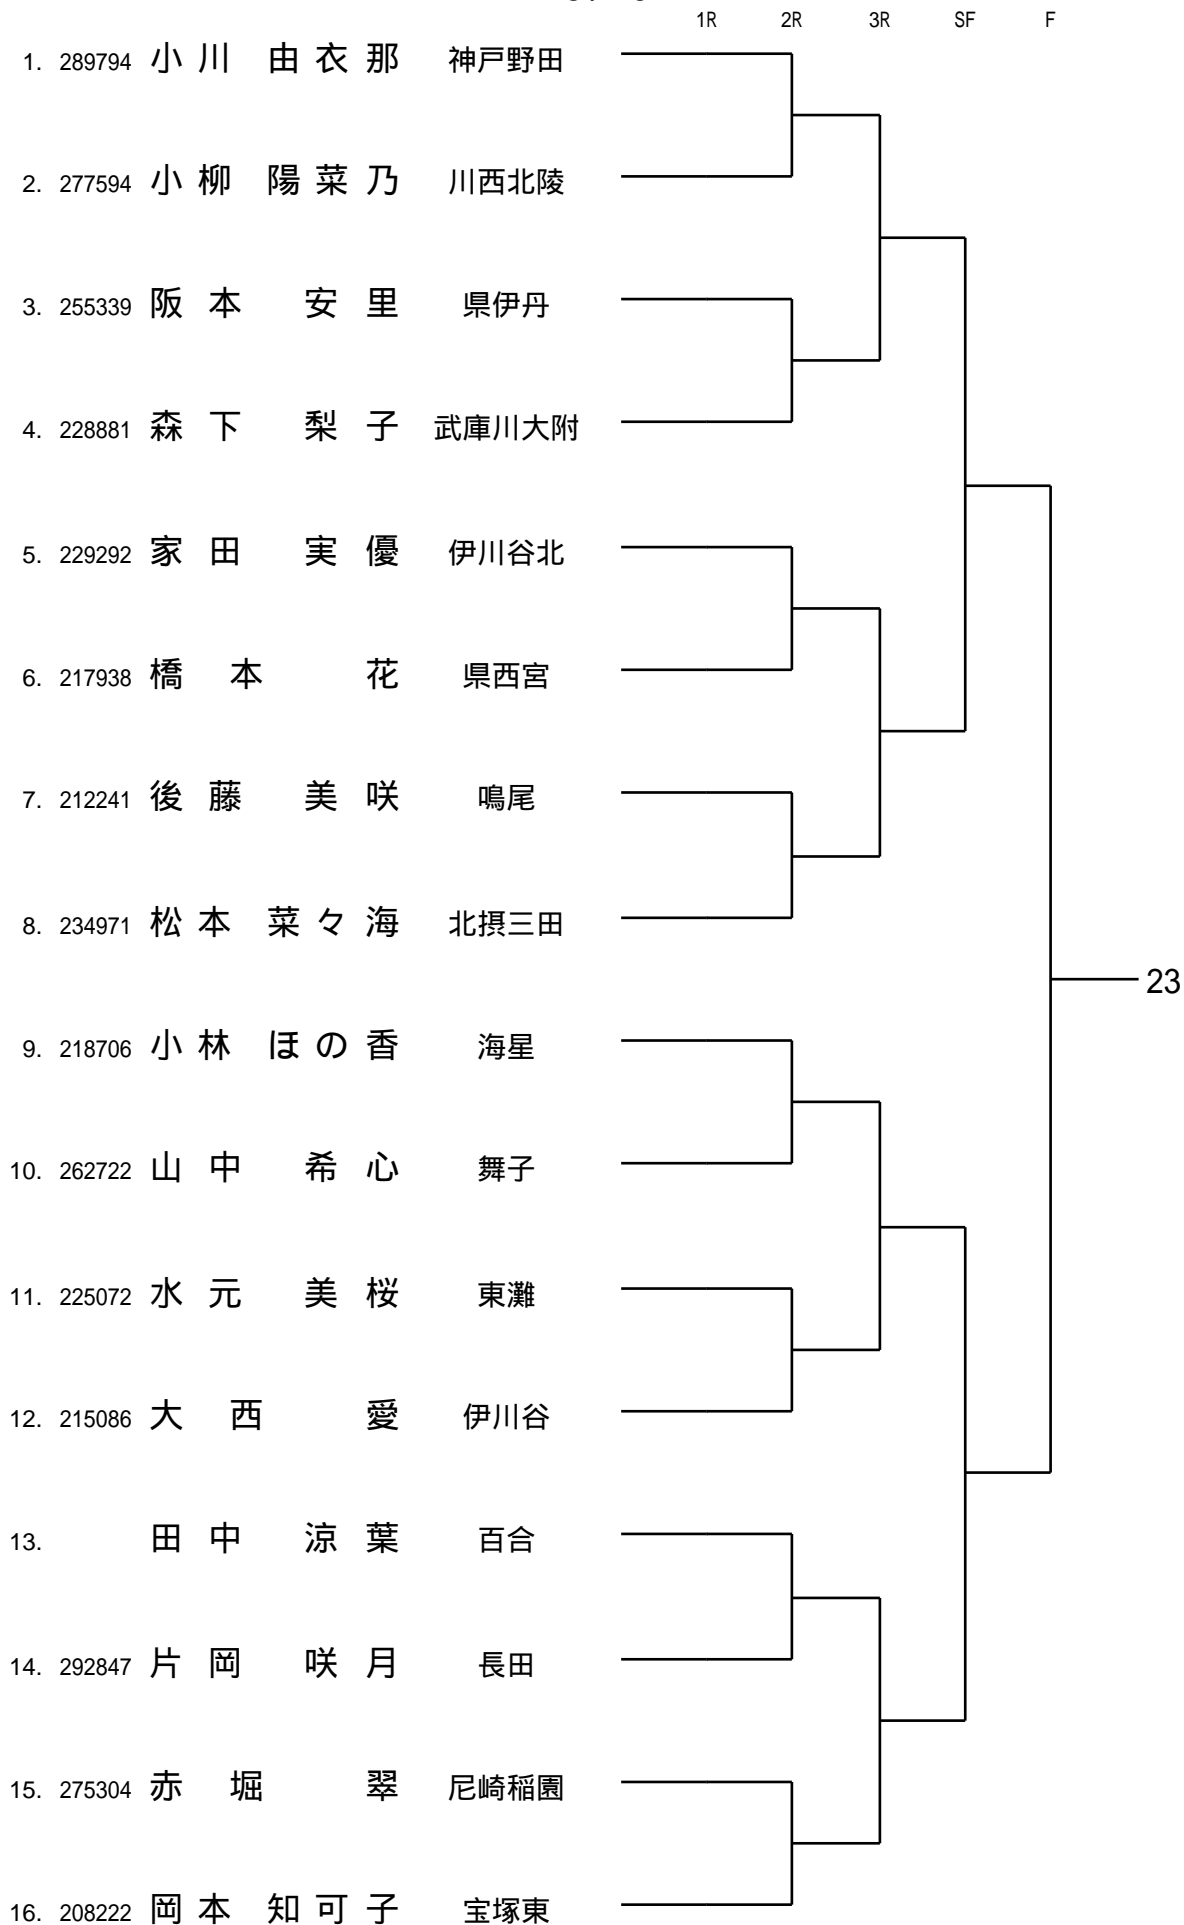 1R 2R 3R SF F
1. 289794 小川 由衣那 神戸野田
2. 277594 小柳 陽菜乃 川西北陵
3. 255339 阪本 安里 県伊丹
4. 228881 森下 梨子 武庫川大附
5. 229292 家田 実優 伊川谷北
6. 217938 橋本 花 県西宮
7. 212241 後藤 美咲 鳴尾
8. 234971 松本 菜々海 北摂三田
23
9. 218706 小林 ほの香 海星
10. 262722 山中 希心 舞子
11. 225072 水元 美桜 東灘
12. 215086 大西 愛 伊川谷
13. 田中 涼葉 百合
14. 292847 片岡 咲月 長田
15. 275304 赤堀 翠 尼崎稲園
16. 208222 岡本 知可子 宝塚東